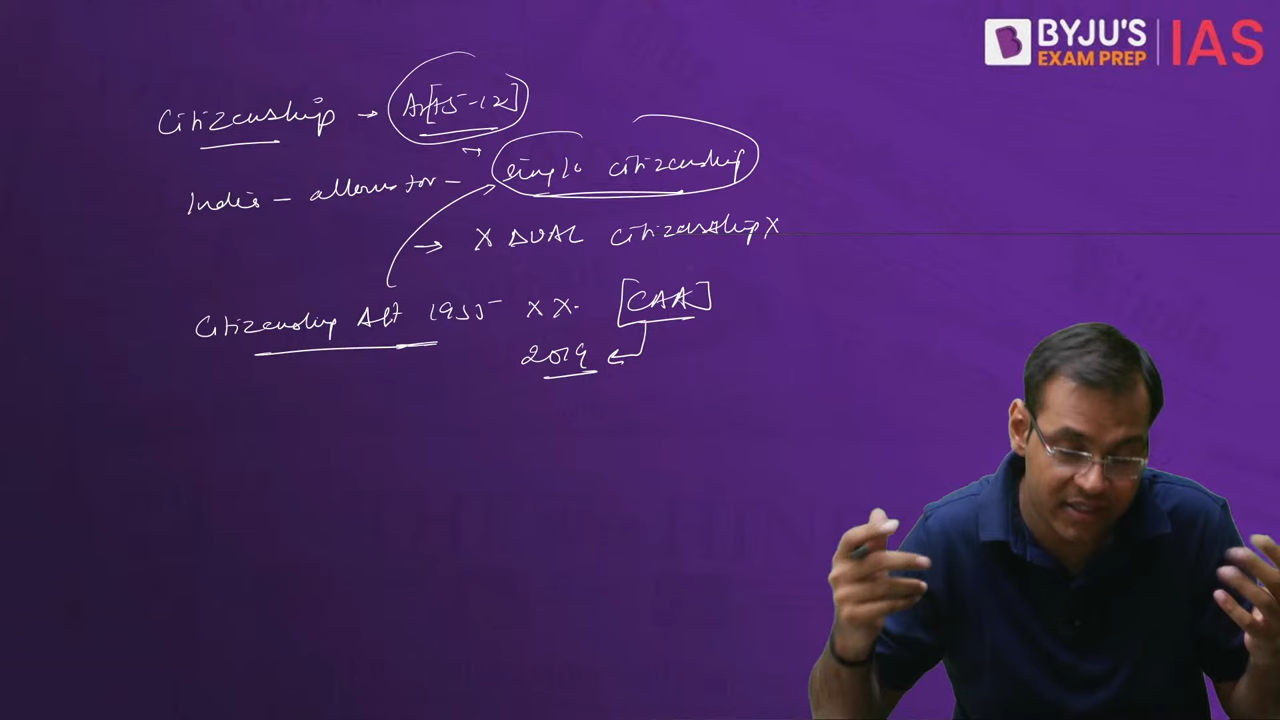 BYJU'S
EXAM PREP
IAS
Citizenship → Art[5-12]
India - allows for - single citizenship
→ X DUAL citizenship X
Citizenship Act 1955 X X. [CAA]
2019